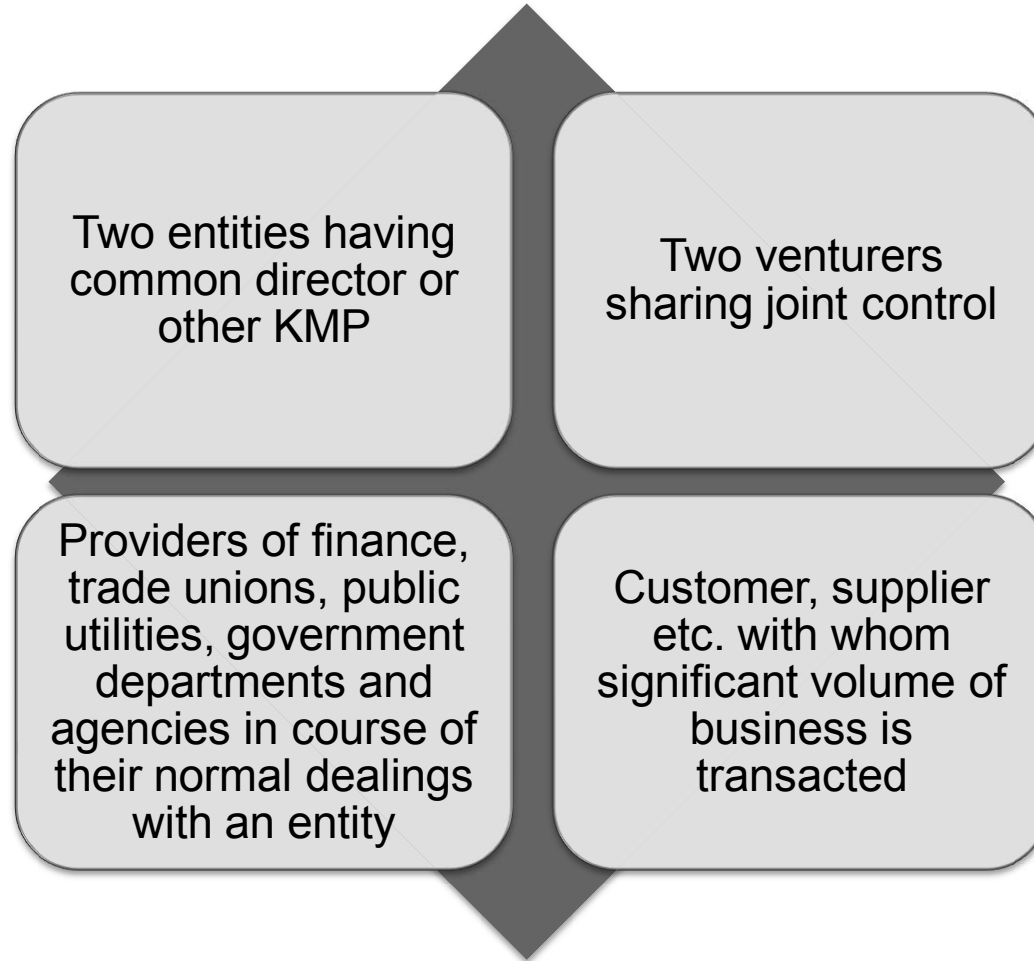 Two entities having
common director or
other KMP
Two venturers
sharing joint control
Providers of finance,
trade unions, public
utilities, government
departments and
agencies in course of
their normal dealings
with an entity
Customer, supplier
etc. with whom
significant volume of
business is
transacted